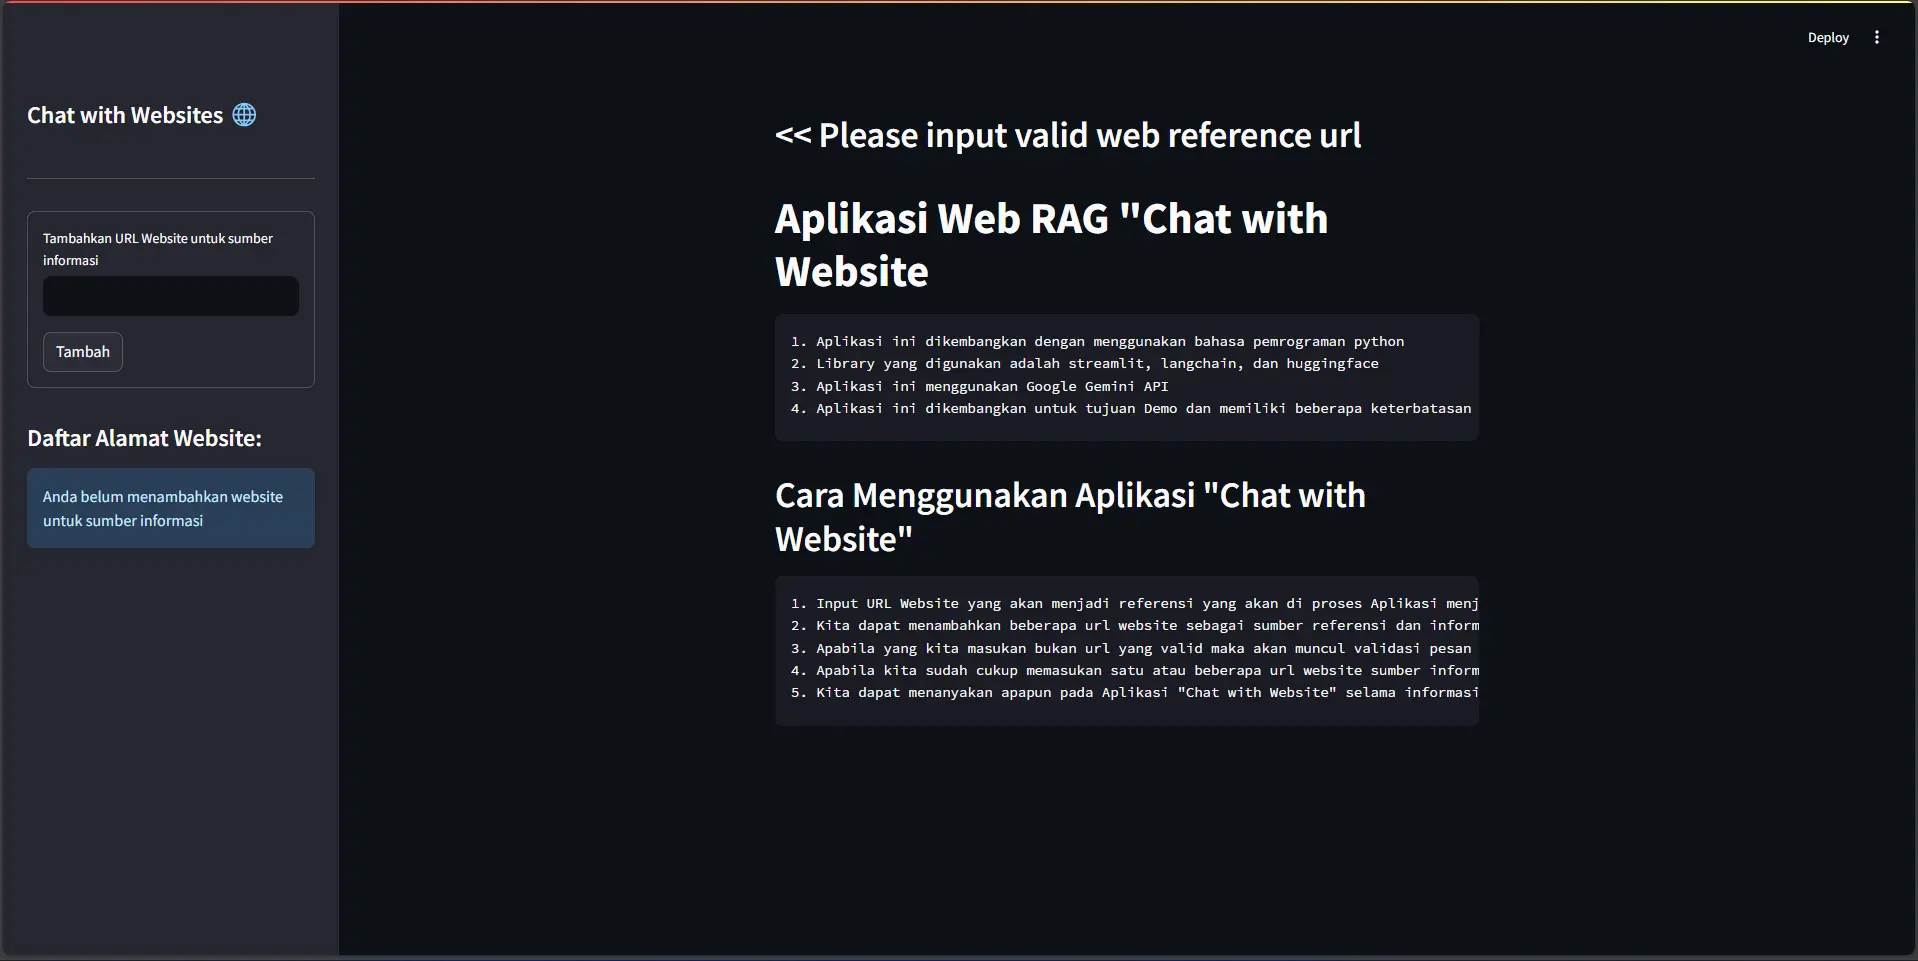 Deploy
Chat with Websites
Tambahkan URL Website untuk sumber
informasi
Tambah
Daftar Alamat Website:
Anda belum menambahkan website
untuk sumber informasi
<< Please input valid web reference url
Aplikasi Web RAG "Chat with
Website
1. Aplikasi ini dikembangkan dengan menggunakan bahasa pemrograman python
2. Library yang digunakan adalah streamlit, langchain, dan huggingface
3. Aplikasi ini menggunakan Google Gemini API
4. Aplikasi ini dikembangkan untuk tujuan Demo dan memiliki beberapa keterbatasan
Cara Menggunakan Aplikasi "Chat with
Website"
1. Input URL Website yang akan menjadi referensi yang akan di proses Aplikasi menj
2. Kita dapat menambahkan beberapa url website sebagai sumber referensi dan inform
3. Apabila yang kita masukan bukan url yang valid maka akan muncul validasi pesan
4. Apabila kita sudah cukup memasukan satu atau beberapa url website sumber inform
5. Kita dapat menanyakan apapun pada Aplikasi "Chat with Website" selama informasi